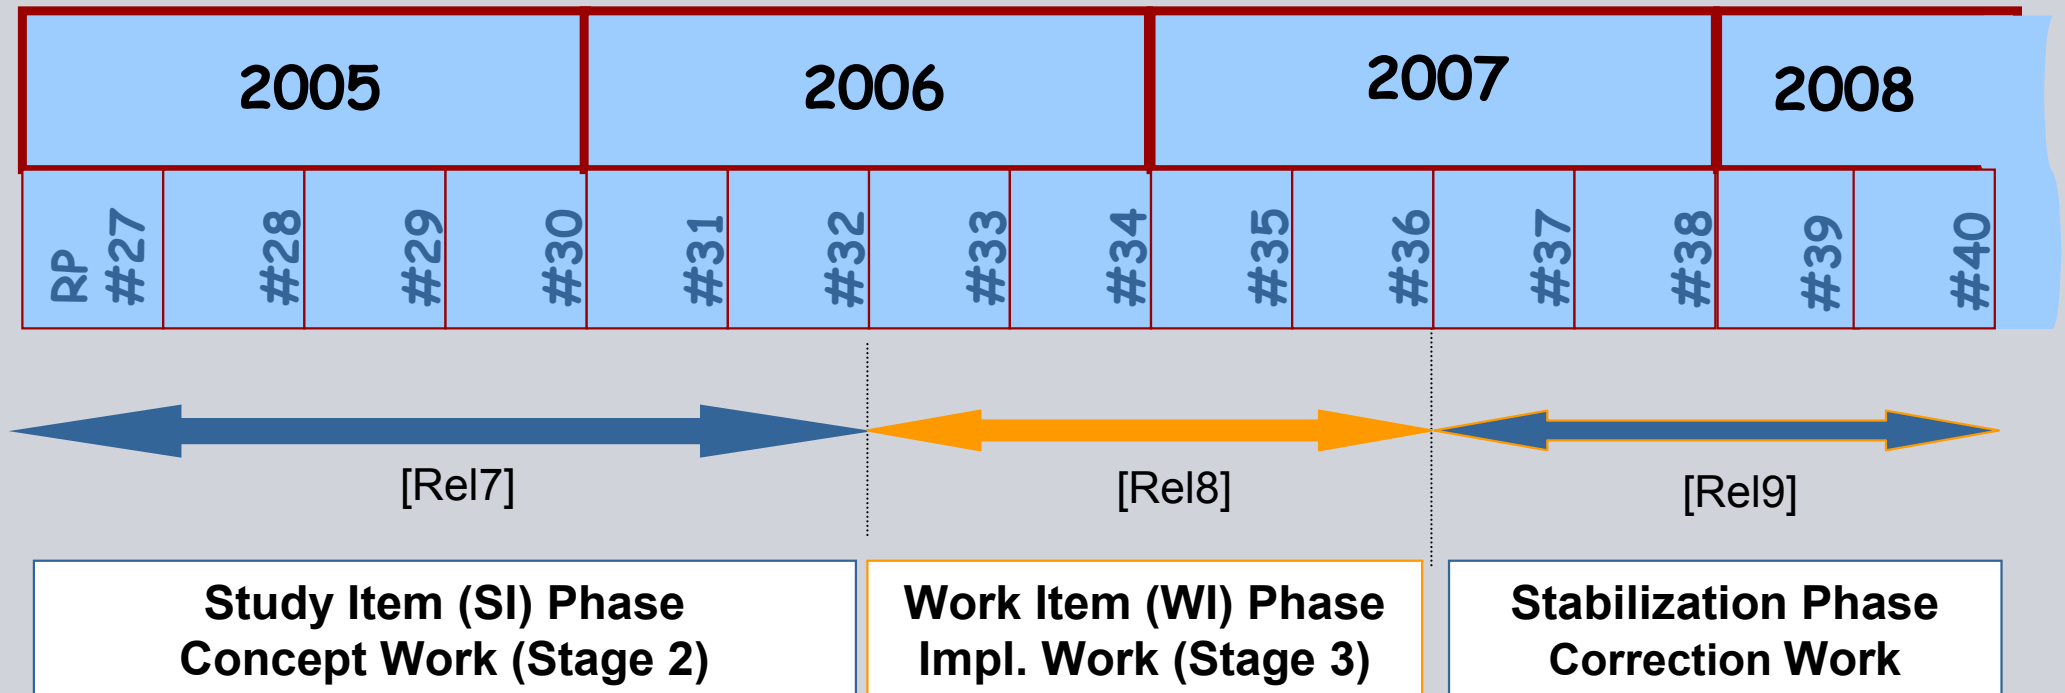 2005
2006
2007
2008
RP
#27
#28
#29
#30
#31
#32
#33
#34
#35
#36
#37
#38
#39
#40
[Rel7]
[Rel8]
[Rel9]
Study Item (SI) Phase
Concept Work (Stage 2)
Work Item (WI) Phase
Impl. Work (Stage 3)
Stabilization Phase
Correction Work